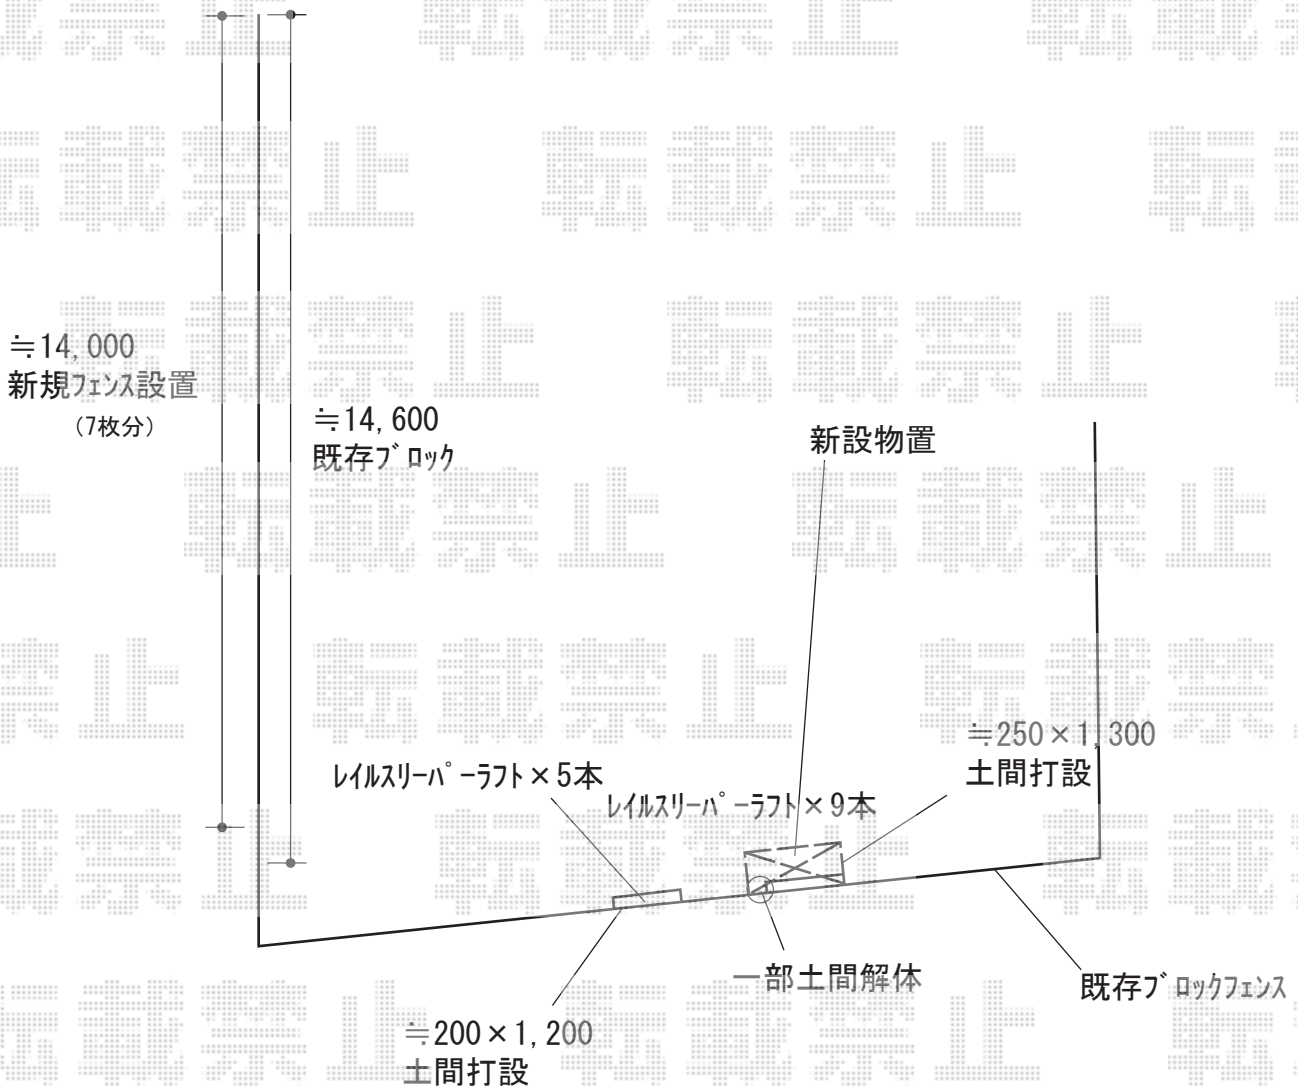 転載禁止
≒14,000
新規フェンス設置
（7枚分）
≒14,600
既存ブロック
新設物置
≒250×1,300
土間打設
レイルスリーパーラフト×5本
レイルスリーパーラフト×9本
一部土間解体
既存ブロックフェンス
≒200×1,200
土間打設